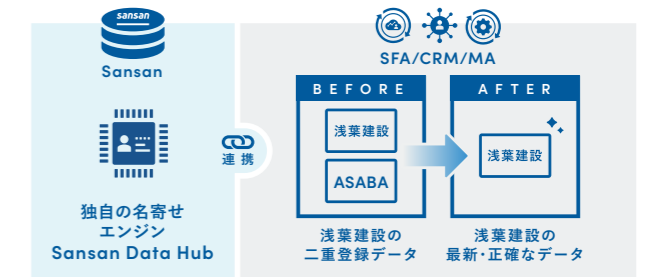 sansan
Sansan
独自の名寄せ
エンジン
Sansan Data Hub
連携
SFA/CRM/MA
BEFORE
浅葉建設
ASABA
浅葉建設の
二重登録データ
AFTER
浅葉建設
浅葉建設の
最新・正確なデータ